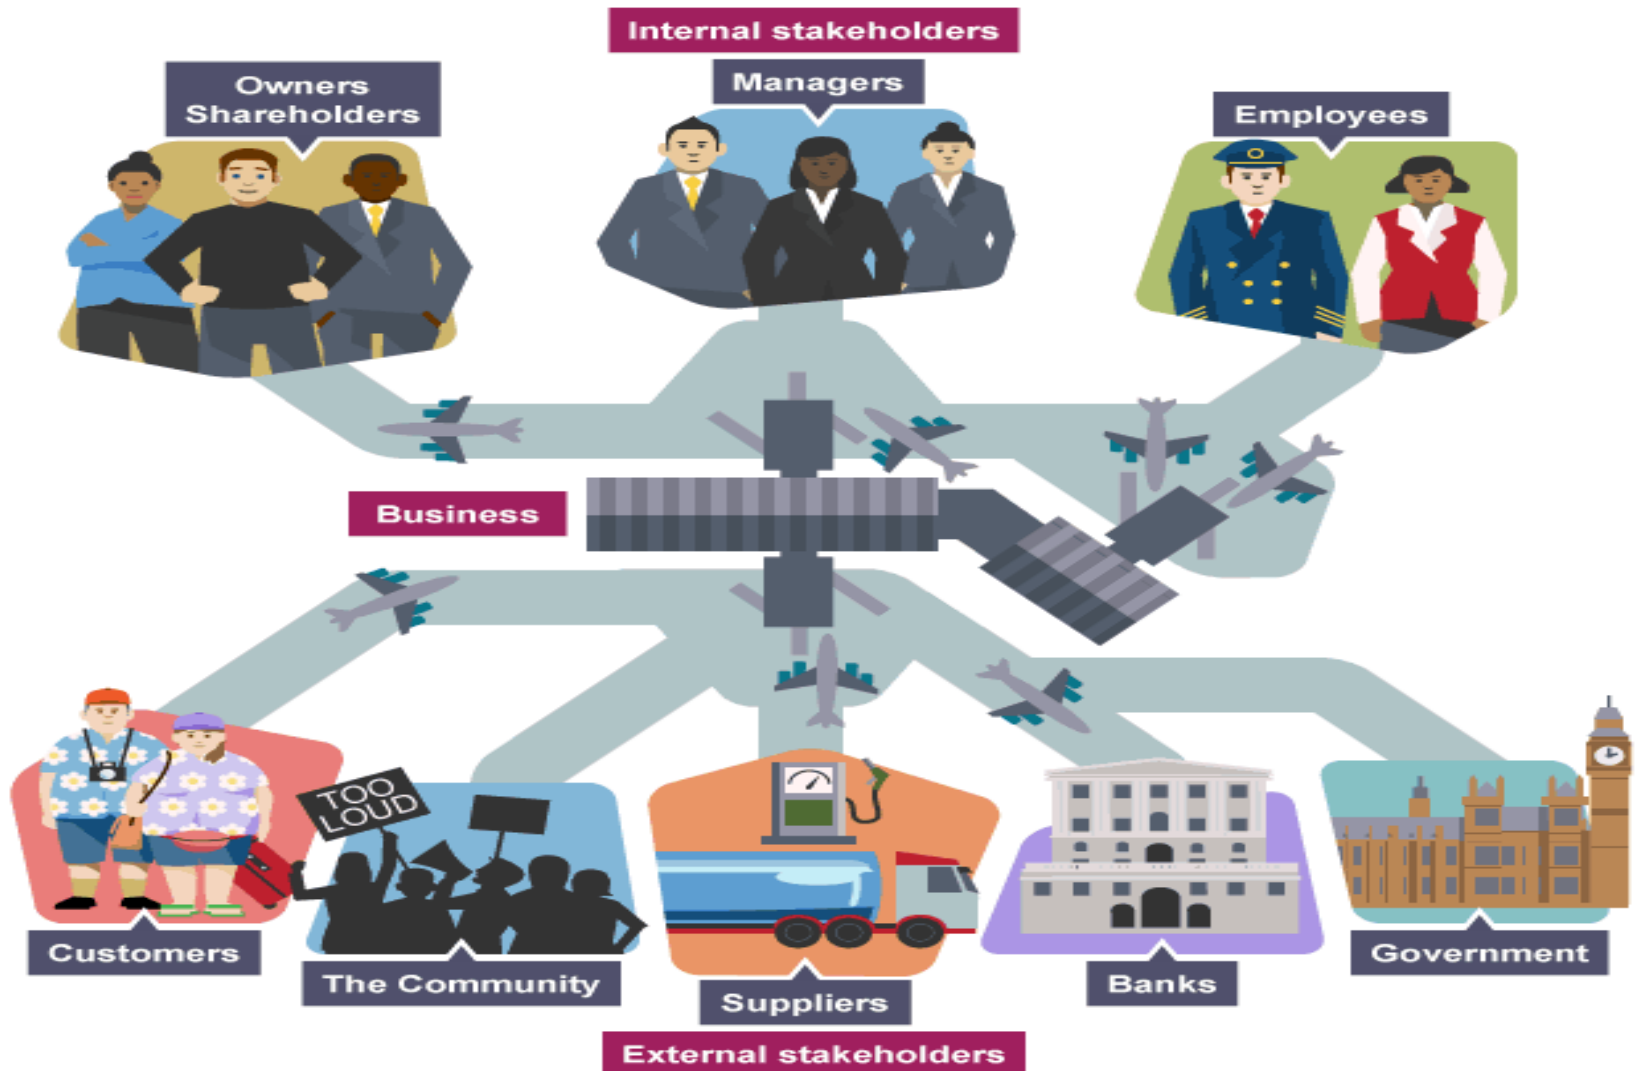 Internal stakeholders
Owners
Shareholders
Managers
Employees
Business
TOO
LOUD
Customers
The Community
Suppliers
Banks
Government
External stakeholders